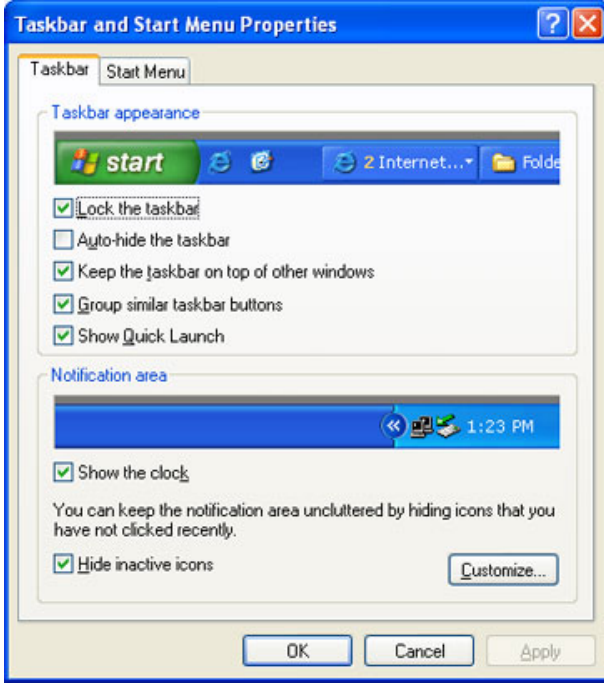 Taskbar and Start Menu Properties
Taskbar
Start Menu
Taskbar appearance
start
2 Internet...
Folde
Lock the taskbar
Auto-hide the taskbar
Keep the taskbar on top of other windows
Group similar taskbar buttons
Show Quick Launch
Notification area
1:23 PM
Show the clock
You can keep the notification area uncluttered by hiding icons that you
have not clicked recently.
Hide inactive icons
Customize...
OK
Cancel
Apply